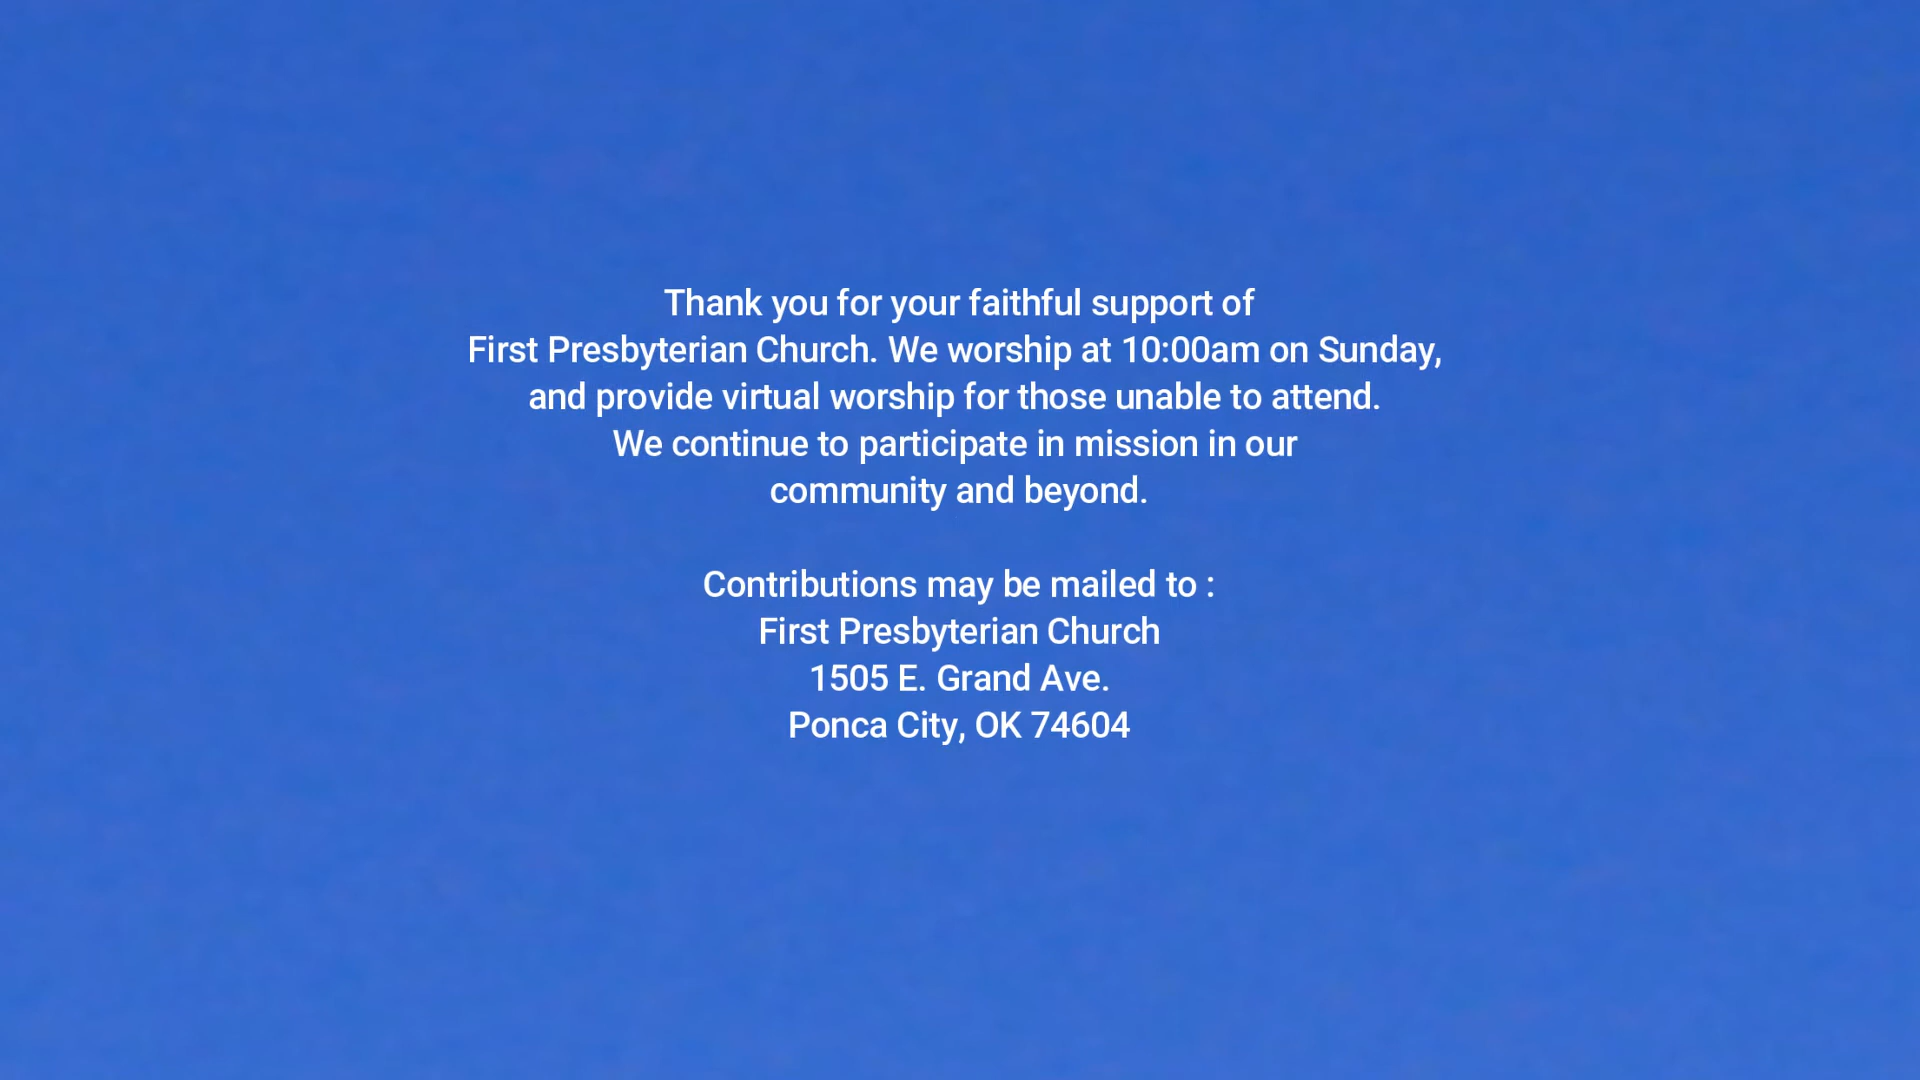 Thank you for your faithful support of
First Presbyterian Church. We worship at 10:00am on Sunday,
and provide virtual worship for those unable to attend.
We continue to participate in mission in our
community and beyond.
Contributions may be mailed to :
First Presbyterian Church
1505 E. Grand Ave.
Ponca City, OK 74604